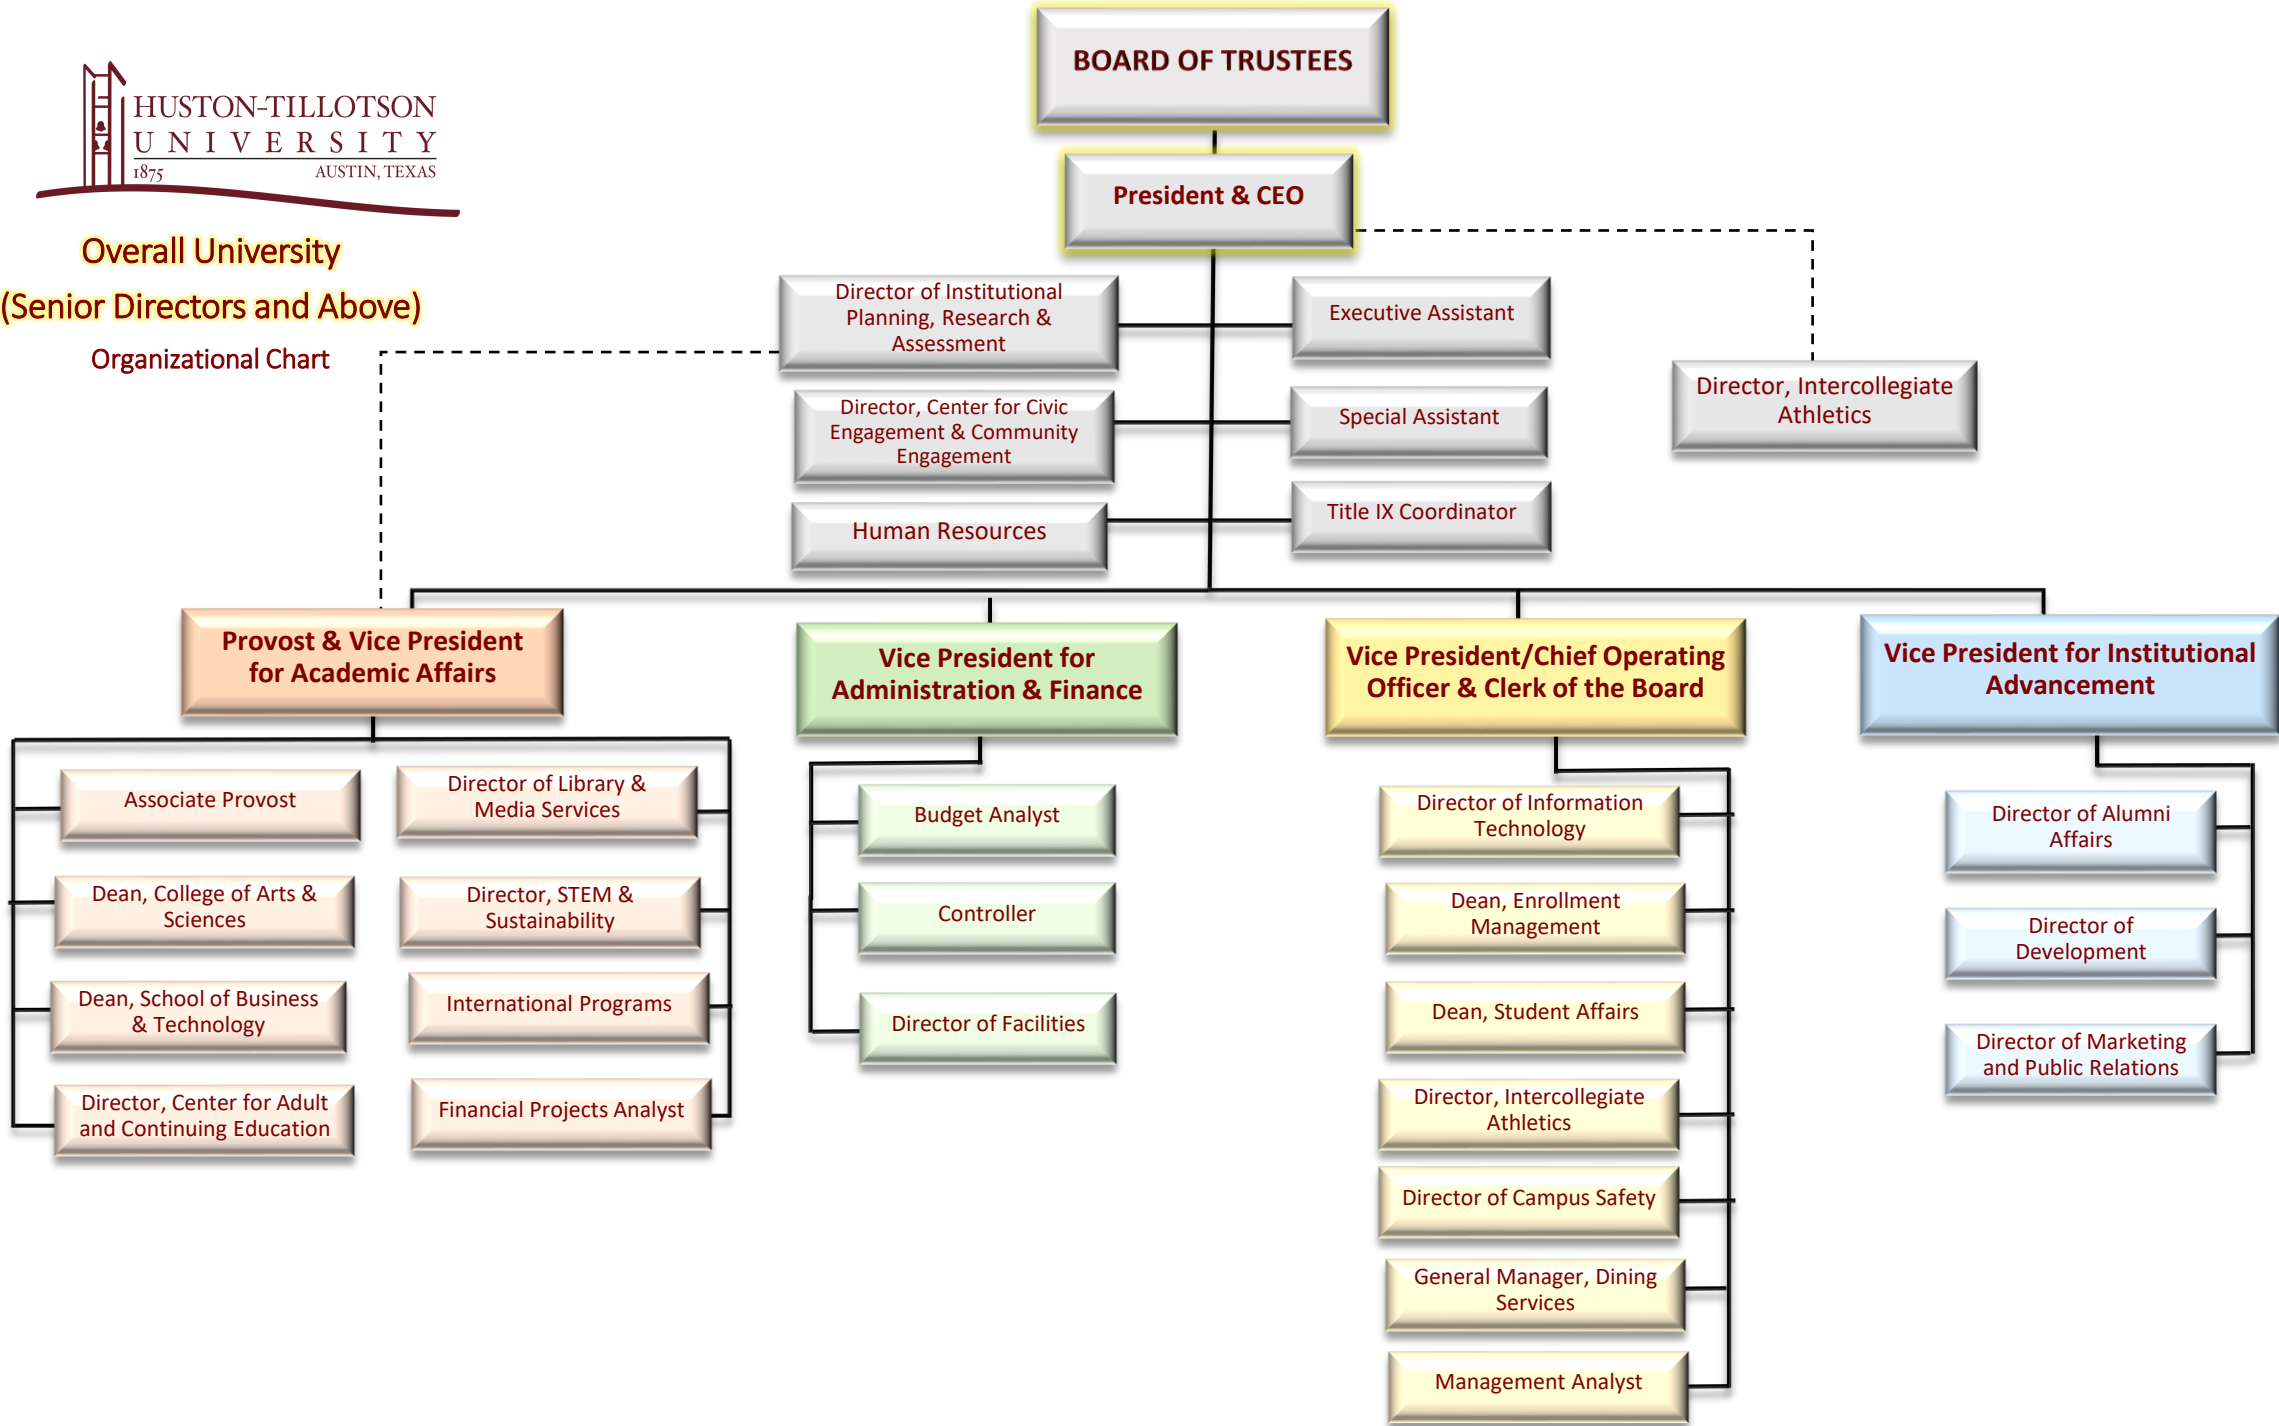 BOARD OF TRUSTEES
HUSTON-TILLOTSON
UNIVERSITY
1875 AUSTIN, TEXAS
President & CEO
Overall University
(Senior Directors and Above)
Organizational Chart
Director of Institutional
Planning, Research &
Assessment
Executive Assistant
Director, Center for Civic
Engagement & Community
Engagement
Special Assistant
Director, Intercollegiate
Athletics
Human Resources
Title IX Coordinator
Provost & Vice President
for Academic Affairs
Vice President for
Administration & Finance
Vice President/Chief Operating
Officer & Clerk of the Board
Vice President for Institutional
Advancement
Associate Provost
Dean, College of Arts &
Sciences
Dean, School of Business
& Technology
Director, Center for Adult
and Continuing Education
Director of Library &
Media Services
Director, STEM &
Sustainability
International Programs
Financial Projects Analyst
Budget Analyst
Controller
Director of Facilities
Director of Information
Technology
Dean, Enrollment
Management
Dean, Student Affairs
Director, Intercollegiate
Athletics
Director of Campus Safety
General Manager, Dining
Services
Management Analyst
Director of Alumni
Affairs
Director of
Development
Director of Marketing
and Public Relations